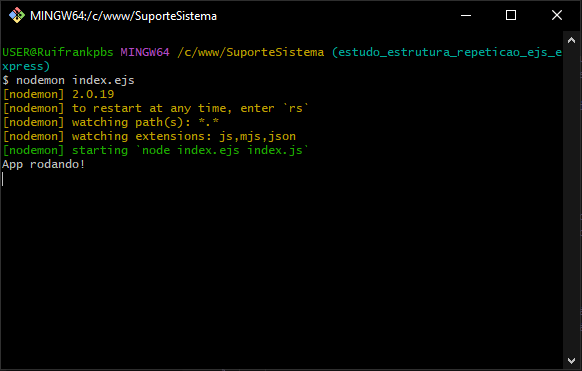 MINGW64:/c/www/SuporteSistema
USER@Ruifrankpbs MINGW64 /c/www/SuporteSistema (estudo_estrutura_repeticao_ejs_e
xpress)
$ nodemon index.ejs
[nodemon] 2.0.19
[nodemon] to restart at any time, enter `rs`
[nodemon] watching path(s): *.*
[nodemon] watching extensions: js,mjs,json
[nodemon] starting `node index.ejs index.js`
App rodando!